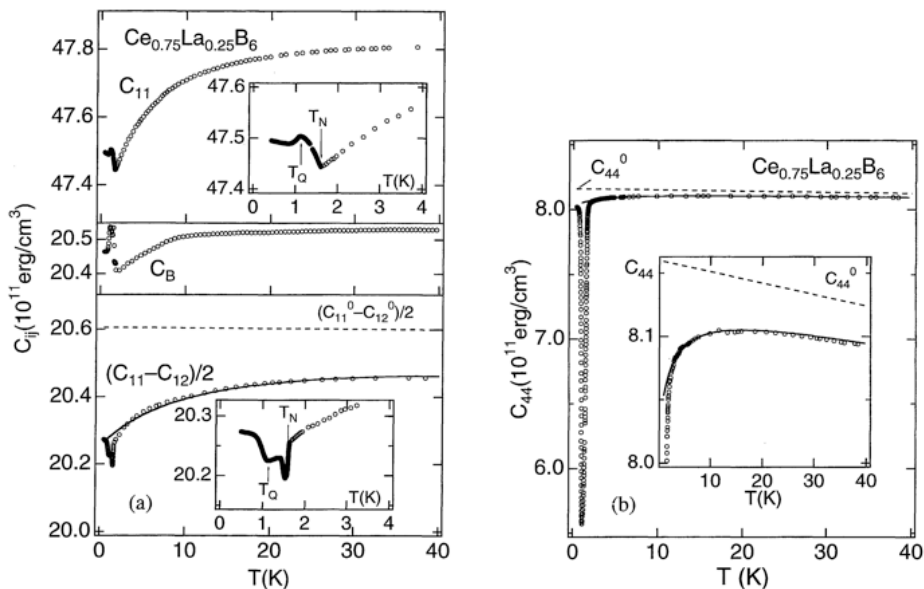 Ce0.75La0.25B6
47.8
C11
47.6
47.4
47.6
47.5
47.4
TN
TQ
T(K)
0 1 2 3 4
20.5
20.4
CB
Cij(10^11erg/cm^3)
20.6
(C11^0–C12^0)/2
(C11–C12)/2
20.4
20.2
20.0
20.3
20.2
TN
TQ
T(K)
0 1 2 3 4
(a)
0 10 20 30 40
T(K)
C44^0
Ce0.75La0.25B6
8.0
7.0
6.0
C44(10^11erg/cm^3)
C44
C44^0
8.1
8.0
0 10 20 30 40
T(K)
(b)
0 10 20 30 40
T (K)